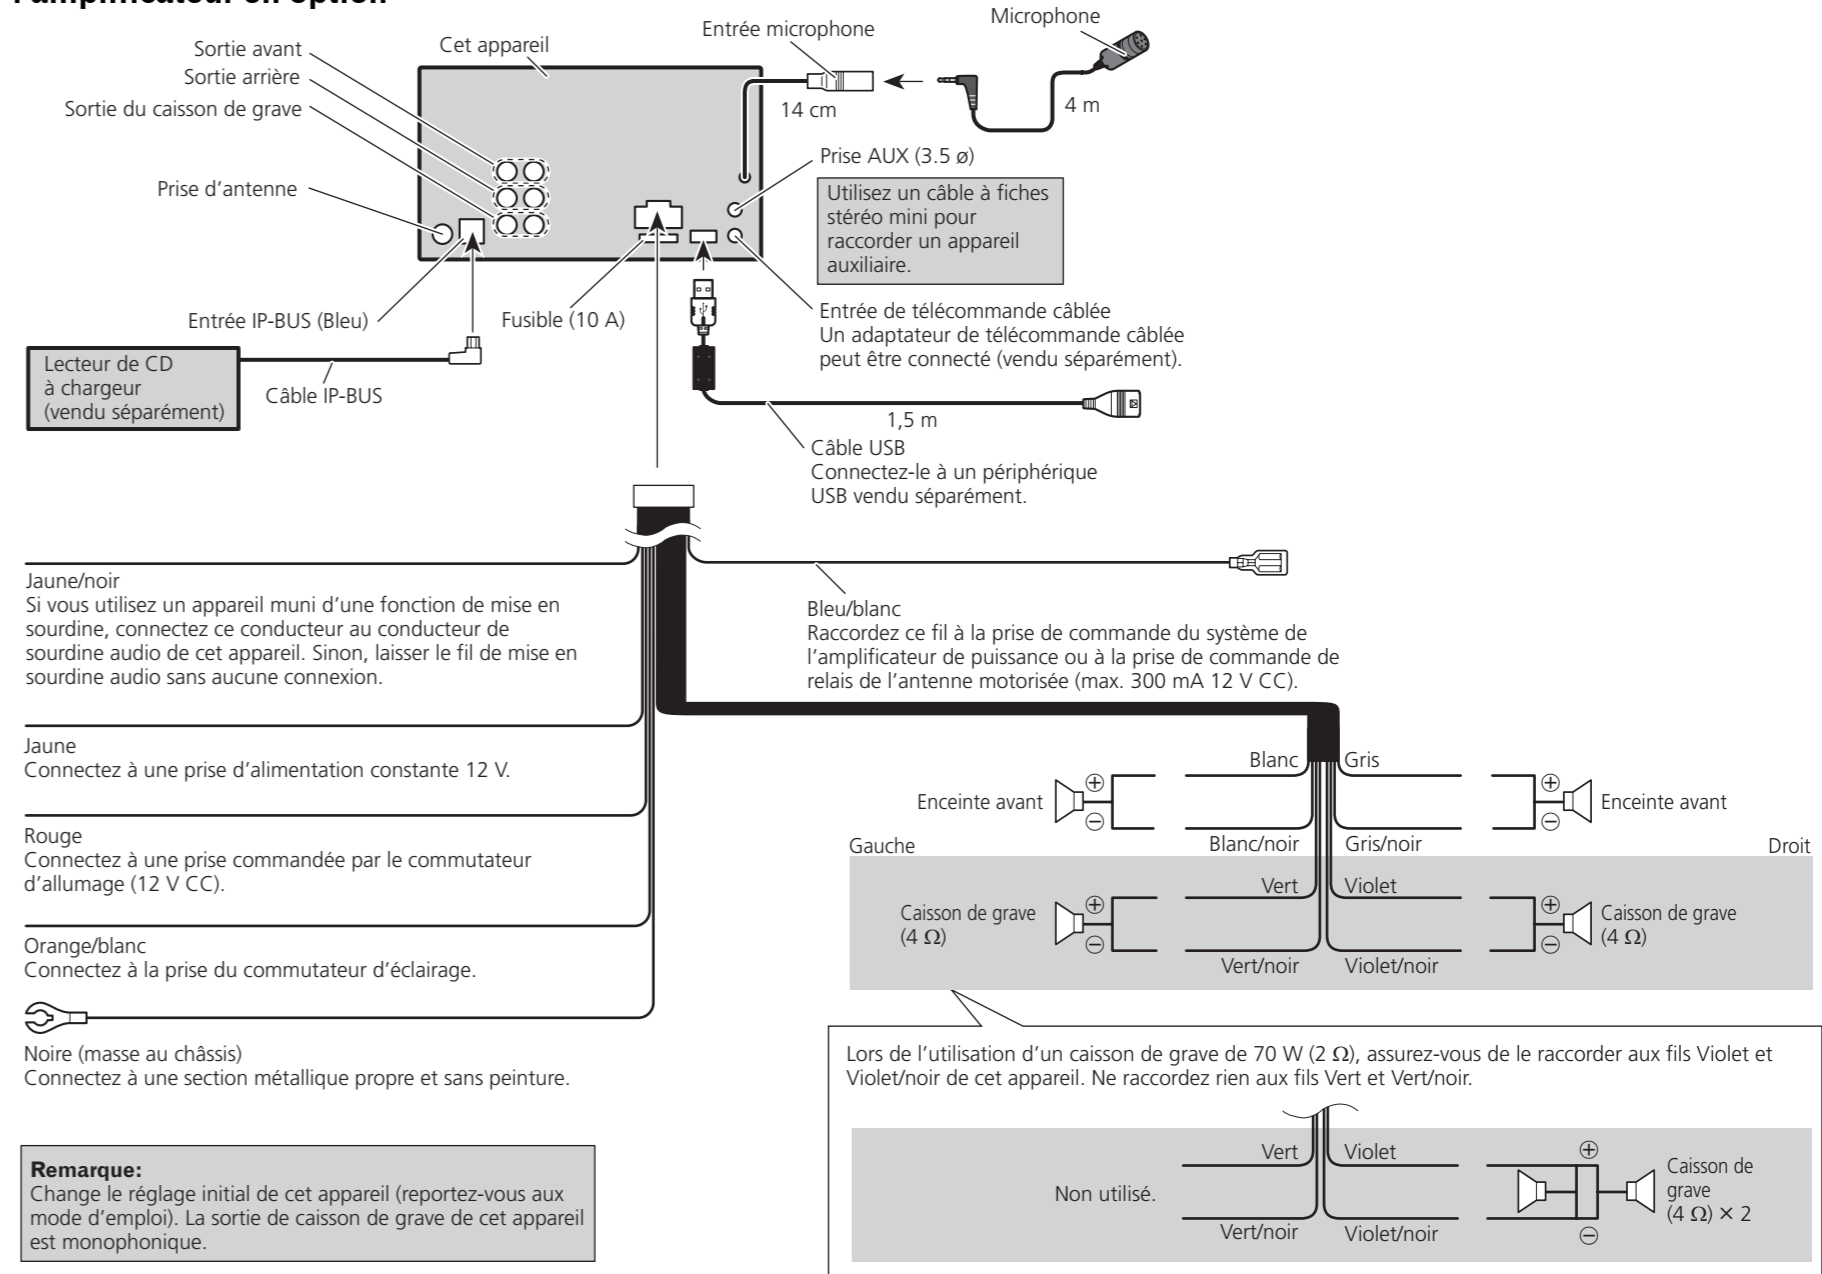 Sortie avant
Sortie arrière
Sortie du caisson de grave
Prise d'antenne
Cet appareil
Entrée microphone
Microphone
14 cm
4 m
Prise AUX (3.5 ø)
Utilisez un câble à fiches
stéréo mini pour
raccorder un appareil
auxiliaire.
Entrée IP-BUS (Bleu)
Fusible (10 A)
Entrée de télécommande câblée
Un adaptateur de télécommande câblée
peut être connecté (vendu séparément).
Lecteur de CD
à chargeur
(vendu séparément)
Câble IP-BUS
1,5 m
Câble USB
Connectez-le à un périphérique
USB vendu séparément.
Jaune/noir
Si vous utilisez un appareil muni d'une fonction de mise en
sourdine, connectez ce conducteur au conducteur de
sourdine audio de cet appareil. Sinon, laisser le fil de mise en
sourdine audio sans aucune connexion.
Bleu/blanc
Raccordez ce fil à la prise de commande du système de
l'amplificateur de puissance ou à la prise de commande de
relais de l'antenne motorisée (max. 300 mA 12 V CC).
Jaune
Connectez à une prise d'alimentation constante 12 V.
Rouge
Connectez à une prise commandée par le commutateur
d'allumage (12 V CC).
Orange/blanc
Connectez à la prise du commutateur d'éclairage.
Noire (masse au châssis)
Connectez à une section métallique propre et sans peinture.
Blanc
Gris
Enceinte avant
⊕
⊖
⊕
⊖
Enceinte avant
Gauche
Blanc/noir
Gris/noir
Droit
Vert
Violet
Caisson de grave
(4 Ω)
⊕
⊖
⊕
⊖
Caisson de grave
(4 Ω)
Vert/noir
Violet/noir
Lors de l'utilisation d'un caisson de grave de 70 W (2 Ω), assurez-vous de le raccorder aux fils Violet et
Violet/noir de cet appareil. Ne raccordez rien aux fils Vert et Vert/noir.
Vert
Violet
⊕
Non utilisé.
Caisson de
grave
(4 Ω) × 2
Vert/noir
Violet/noir
⊖
Remarque:
Change le réglage initial de cet appareil (reportez-vous aux
mode d'emploi). La sortie de caisson de grave de cet appareil
est monophonique.